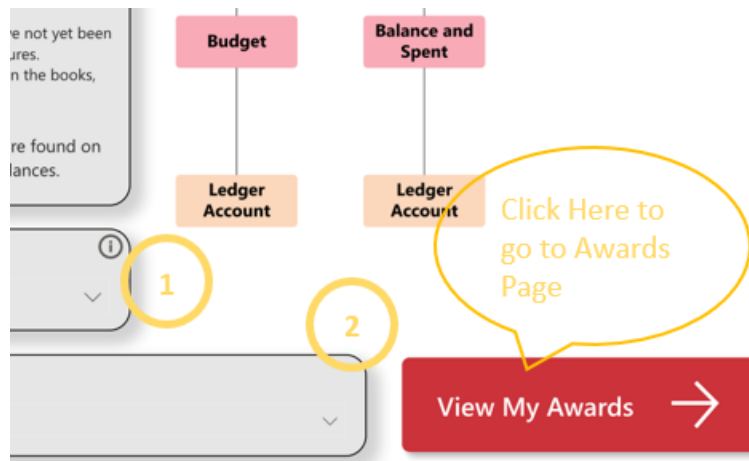 e not yet been
ures.
n the books,
re found on
lances.
Budget
Balance and
Spent
Ledger
Account
Ledger
Account
Click Here to
go to Awards
Page
1
2
View My Awards